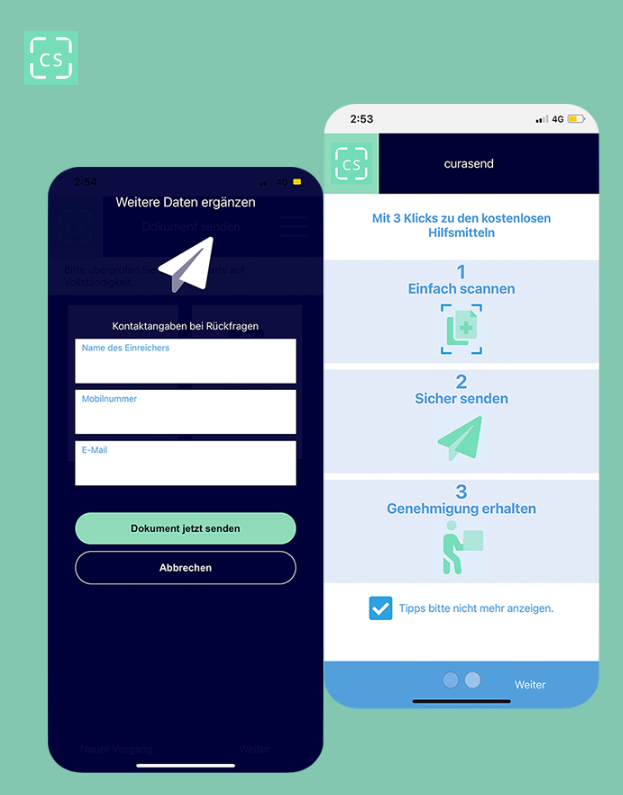 CS
2:54
4G
Weitere Daten ergänzen
CS
Dokument senden
bitte überprüfen Sie auf
Vollständigkeit
Kontaktangaben bei Rückfragen
Name des Einreichers
Mobilnummer
E-Mail
Dokument jetzt senden
Abbrechen
Neuer Vorgang
Weiter
2:53
4G
CS
curasend
Mit 3 Klicks zu den kostenlosen
Hilfsmitteln
1
Einfach scannen
2
Sicher senden
3
Genehmigung erhalten
Tipps bitte nicht mehr anzeigen.
Weiter